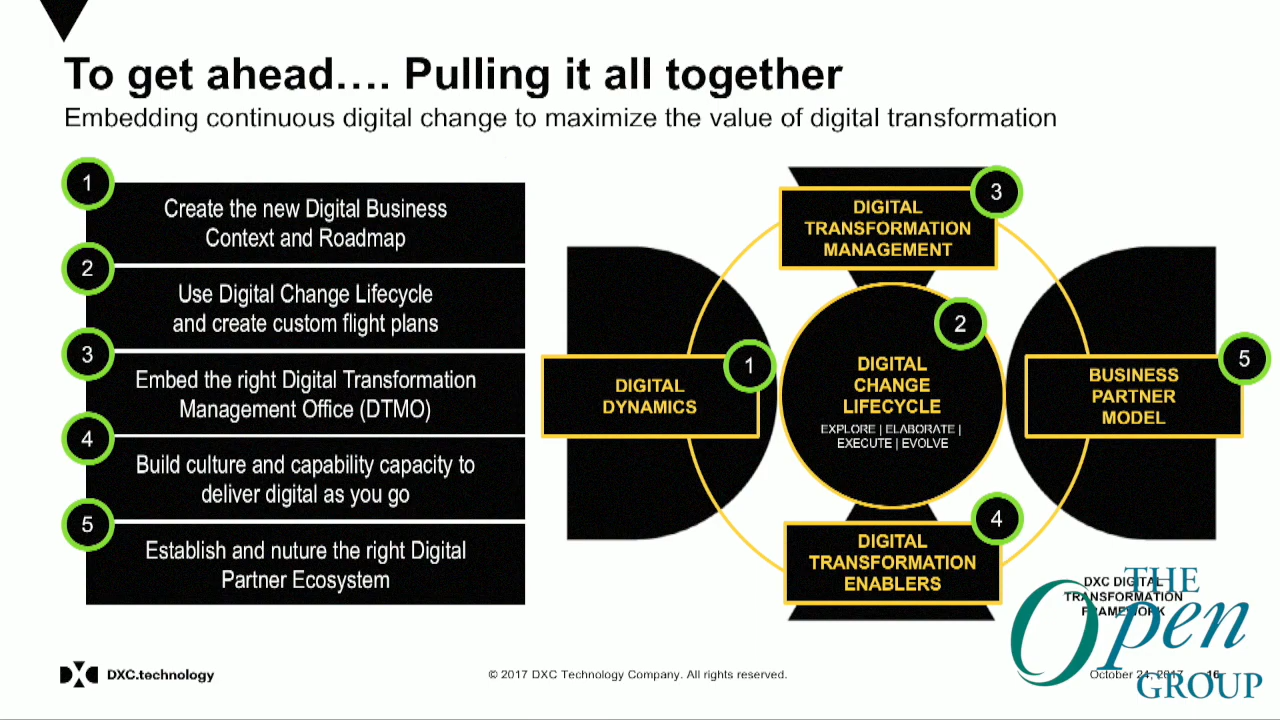 To get ahead…. Pulling it all together
Embedding continuous digital change to maximize the value of digital transformation
1
Create the new Digital Business
Context and Roadmap
2
Use Digital Change Lifecycle
and create custom flight plans
3
Embed the right Digital Transformation
Management Office (DTMO)
4
Build culture and capability capacity to
deliver digital as you go
5
Establish and nuture the right Digital
Partner Ecosystem
3
DIGITAL
TRANSFORMATION
MANAGEMENT
2
DIGITAL
CHANGE
LIFECYCLE
EXPLORE | ELABORATE |
EXECUTE | EVOLVE
1
DIGITAL
DYNAMICS
5
BUSINESS
PARTNER
MODEL
4
DIGITAL
TRANSFORMATION
ENABLERS
DXC DIGITAL
TRANSFORMATION
FRAMEWORK
THE
Open
GROUP
DXC.technology
© 2017 DXC Technology Company. All rights reserved.
October 24, 2017
16